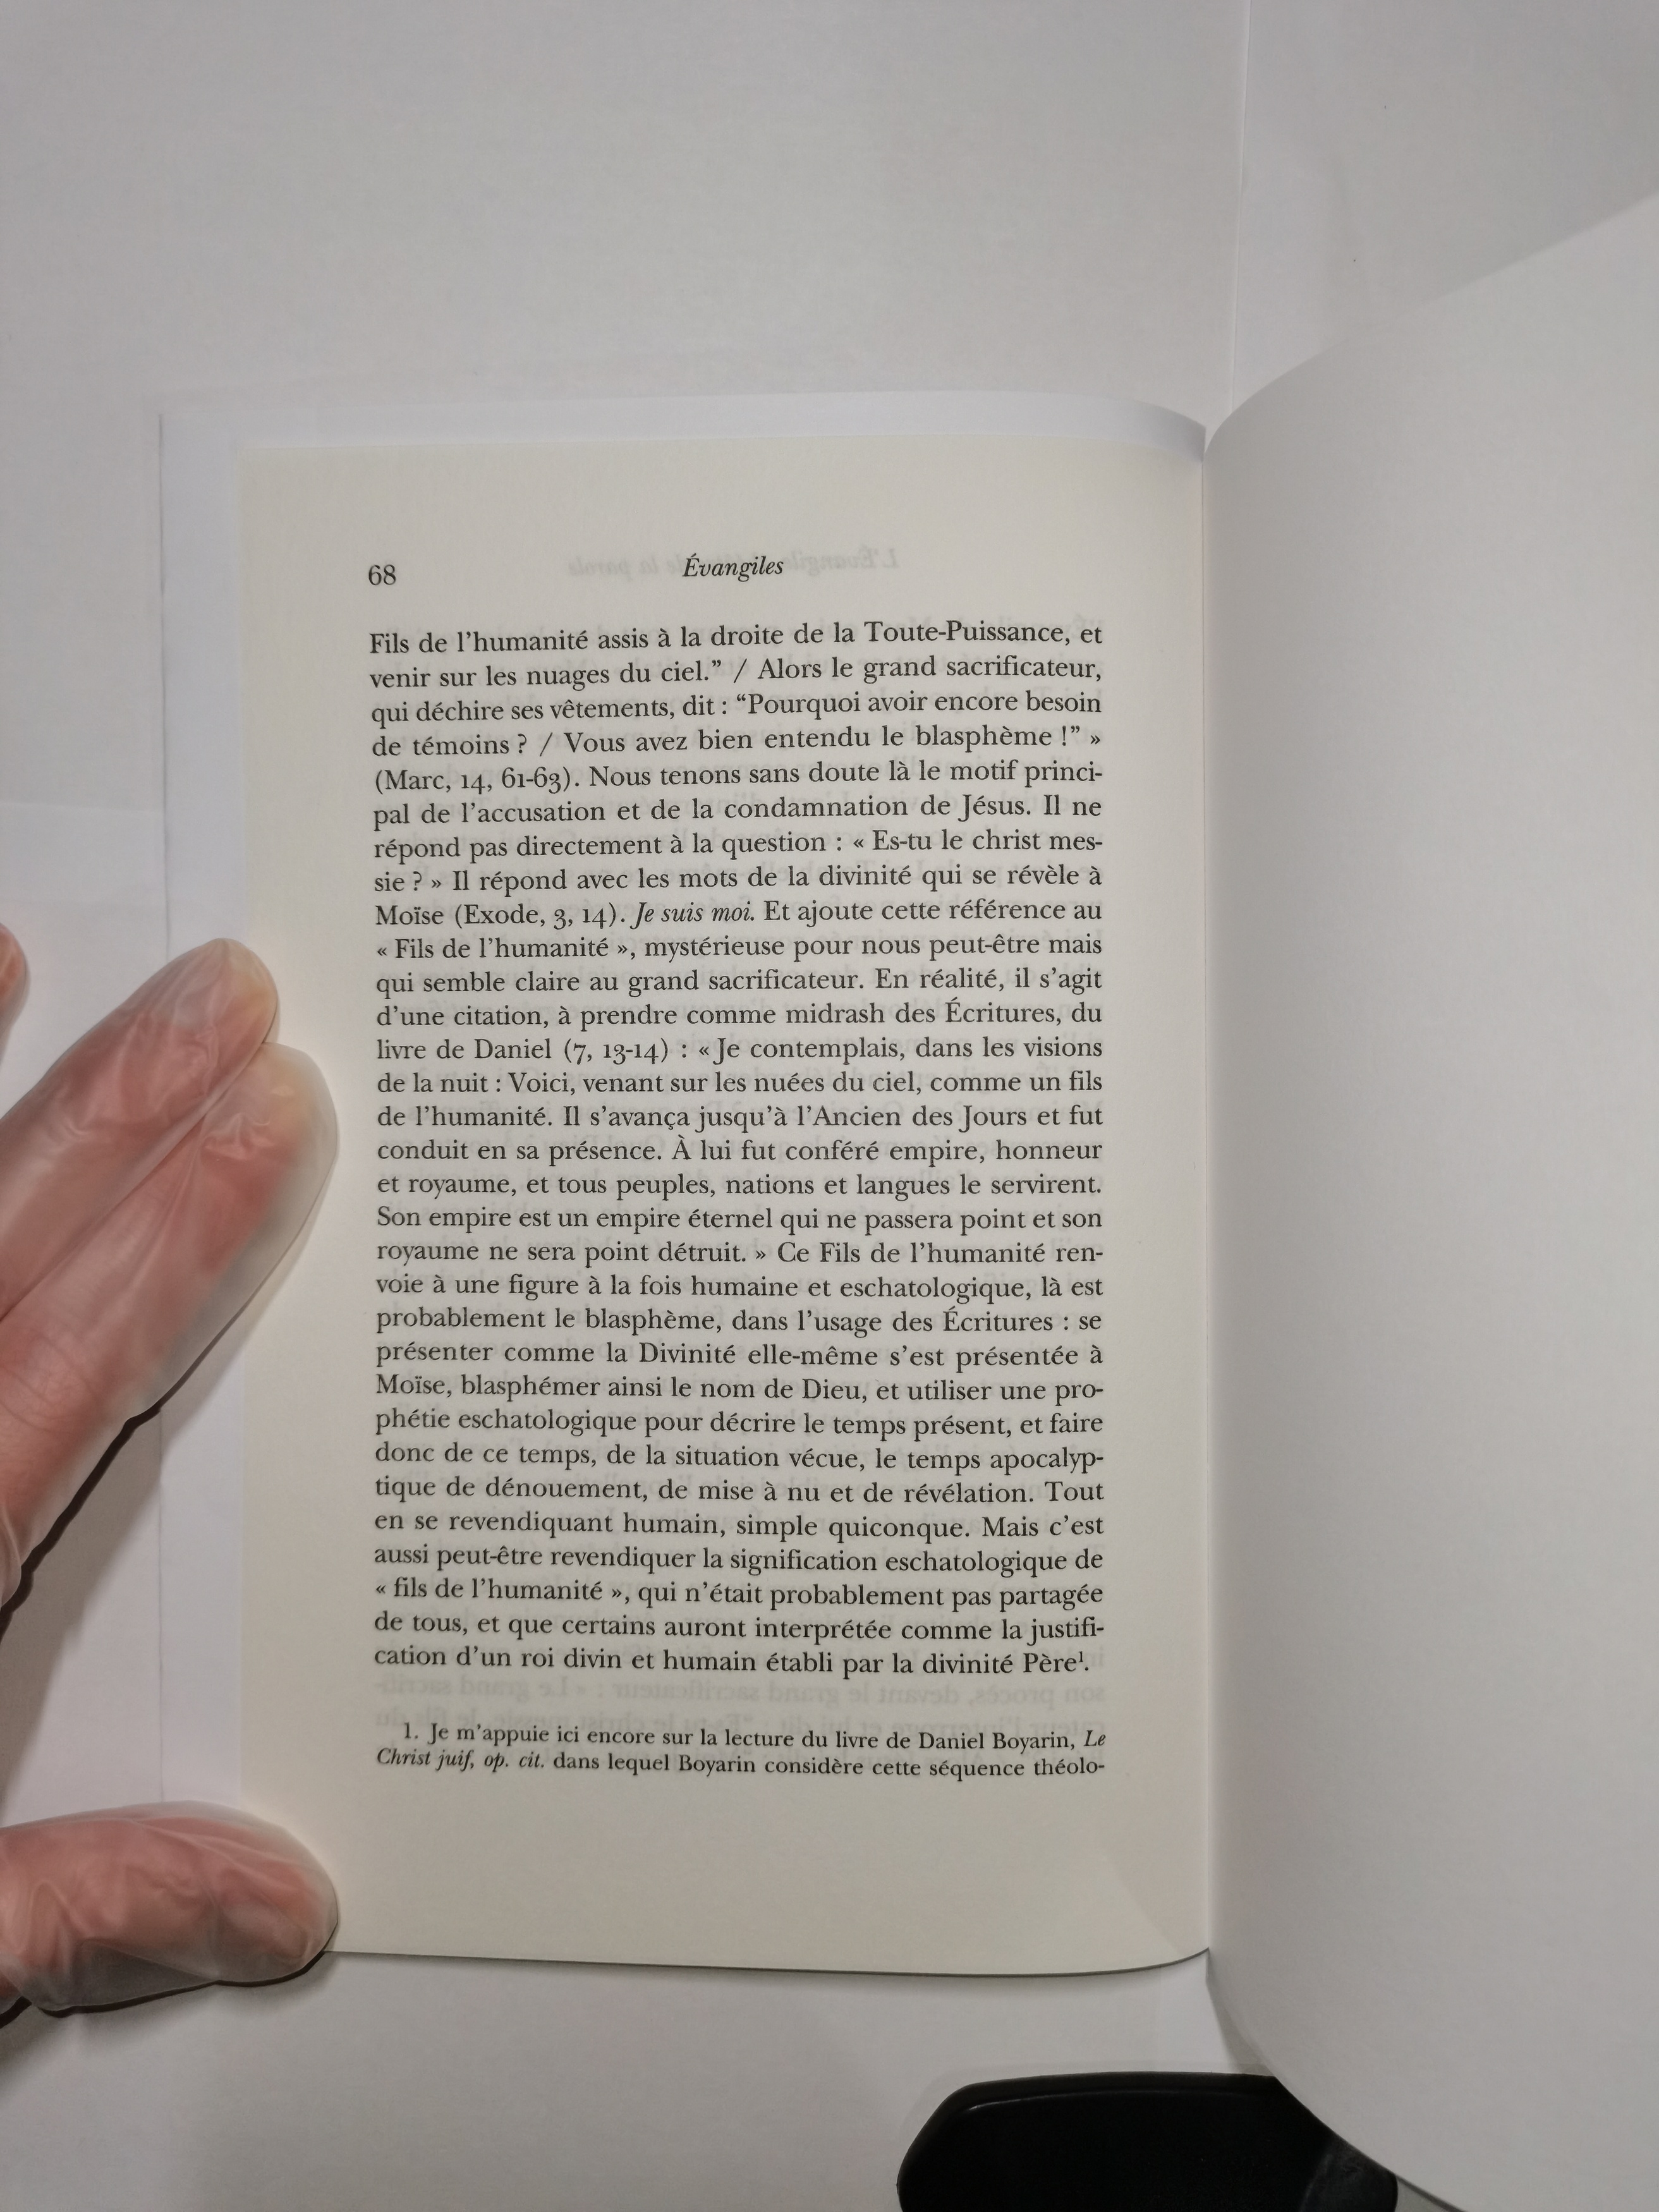 68 Évangiles
Fils de l'humanité assis à la droite de la Toute-Puissance, et
venir sur les nuages du ciel.” / Alors le grand sacrificateur,
qui déchire ses vêtements, dit : “Pourquoi avoir encore besoin
de témoins ? / Vous avez bien entendu le blasphème !” »
(Marc, 14, 61-63). Nous tenons sans doute là le motif princi-
pal de l'accusation et de la condamnation de Jésus. Il ne
répond pas directement à la question : « Es-tu le christ mes-
sie ? » Il répond avec les mots de la divinité qui se révèle à
Moïse (Exode, 3, 14). Je suis moi. Et ajoute cette référence au
« Fils de l'humanité », mystérieuse pour nous peut-être mais
qui semble claire au grand sacrificateur. En réalité, il s'agit
d'une citation, à prendre comme midrash des Écritures, du
livre de Daniel (7, 13-14) : « Je contemplais, dans les visions
de la nuit : Voici, venant sur les nuées du ciel, comme un fils
de l'humanité. Il s'avança jusqu'à l'Ancien des Jours et fut
conduit en sa présence. À lui fut conféré empire, honneur
et royaume, et tous peuples, nations et langues le servirent.
Son empire est un empire éternel qui ne passera point et son
royaume ne sera point détruit. » Ce Fils de l'humanité ren-
voie à une figure à la fois humaine et eschatologique, là est
probablement le blasphème, dans l'usage des Écritures : se
présenter comme la Divinité elle-même s'est présentée à
Moïse, blasphémer ainsi le nom de Dieu, et utiliser une pro-
phétie eschatologique pour décrire le temps présent, et faire
donc de ce temps, de la situation vécue, le temps apocalyp-
tique de dénouement, de mise à nu et de révélation. Tout
en se revendiquant humain, simple quiconque. Mais c'est
aussi peut-être revendiquer la signification eschatologique de
« fils de l'humanité », qui n'était probablement pas partagée
de tous, et que certains auront interprétée comme la justifi-
cation d'un roi divin et humain établi par la divinité Père¹.
1. Je m'appuie ici encore sur la lecture du livre de Daniel Boyarin, Le
Christ juif, op. cit. dans lequel Boyarin considère cette séquence théolo-